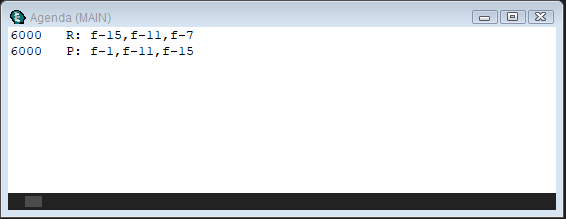 Agenda (MAIN)
6000   R: f-15,f-11,f-7
6000   P: f-1,f-11,f-15